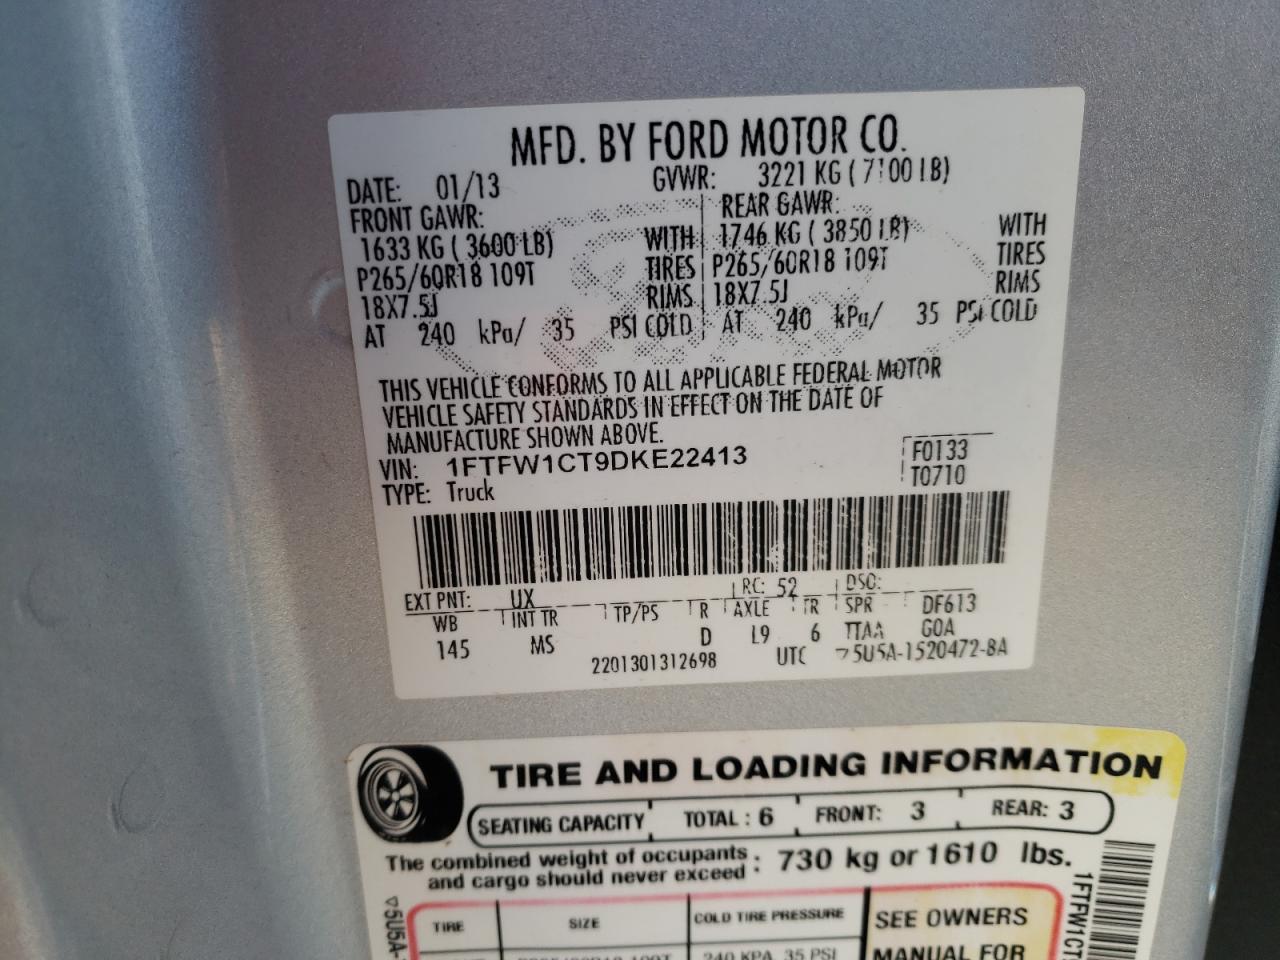 MFD. BY FORD MOTOR CO.
DATE: 01/13 GVWR: 3221 KG ( 7100 LB)
FRONT GAWR: REAR GAWR:
1633 KG ( 3600 LB) WITH 1746 KG ( 3850 LB) WITH
P265/60R18 109T TIRES P265/60R18 109T TIRES
18X7.5J RIMS 18X7.5J RIMS
AT 240 kPa/ 35 PSI COLD AT 240 kPa/ 35 PSI COLD
THIS VEHICLE CONFORMS TO ALL APPLICABLE FEDERAL MOTOR
VEHICLE SAFETY STANDARDS IN EFFECT ON THE DATE OF
MANUFACTURE SHOWN ABOVE.
VIN: 1FTFW1CT9DKE22413 F0133
TYPE: Truck T0710
EXT PNT: UX RC: 52 DSO:
WB INT TR TP/PS R AXLE TR SPR DF613
145 MS D L9 6 TTAA GOA
2201301312698 UTC 5U5A-1520472-BA
TIRE AND LOADING INFORMATION
SEATING CAPACITY TOTAL : 6 FRONT: 3 REAR: 3
The combined weight of occupants : 730 kg or 1610 lbs.
and cargo should never exceed :
TIRE SIZE COLD TIRE PRESSURE SEE OWNERS
240 KPA, 35 PSI MANUAL FOR
5U5A-
1FTFW1CT